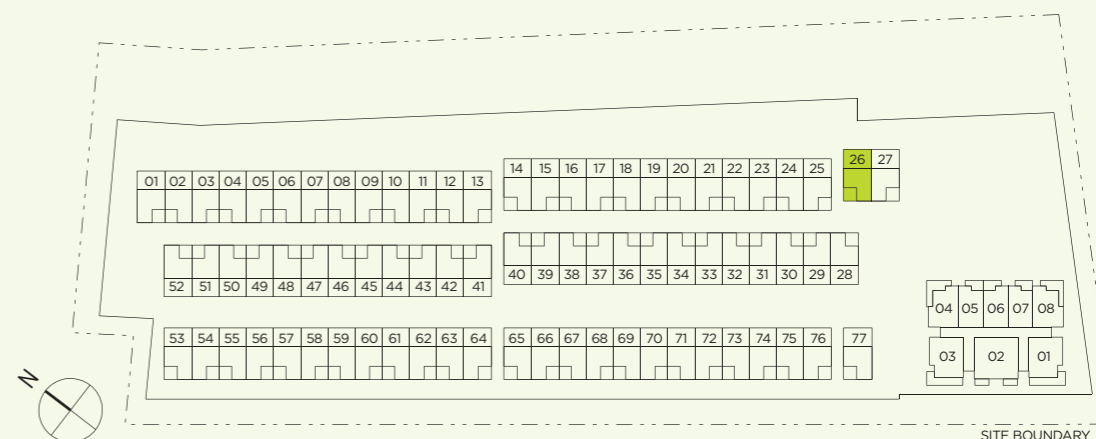 26 27
14 15 16 17 18 19 20 21 22 23 24 25
01 02 03 04 05 06 07 08 09 10 11 12 13
40 39 38 37 36 35 34 33 32 31 30 29 28
52 51 50 49 48 47 46 45 44 43 42 41
04 05 06 07 08
53 54 55 56 57 58 59 60 61 62 63 64
65 66 67 68 69 70 71 72 73 74 75 76
77
03 02 01
N
SITE BOUNDARY